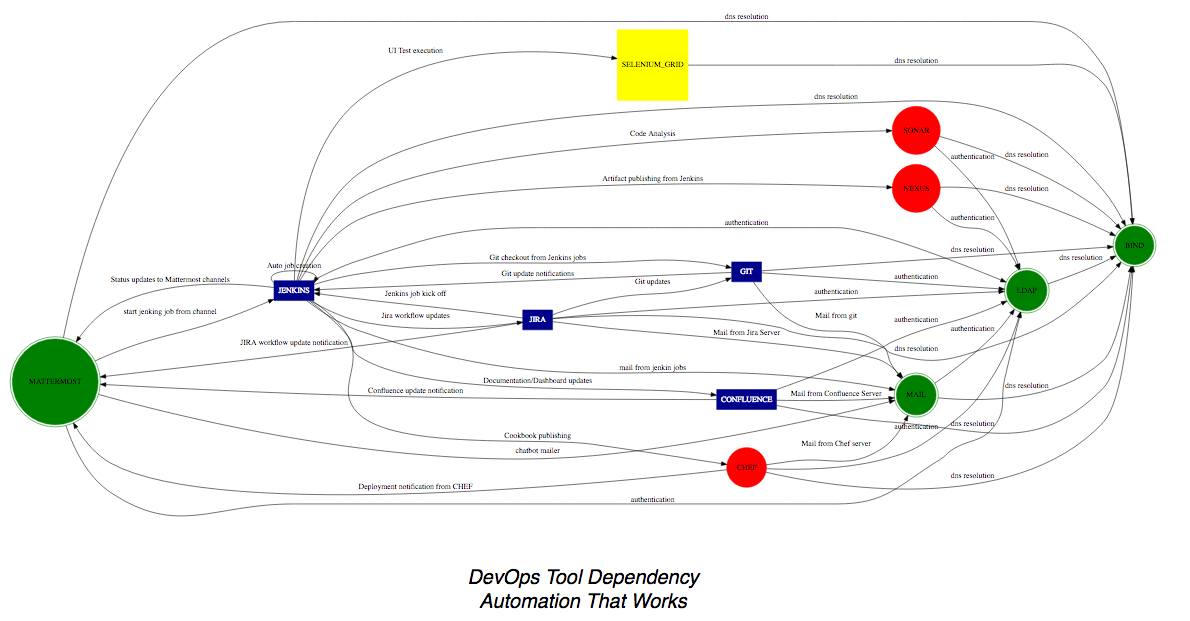 dns resolution
UI Test execution
SELENIUM_GRID
dns resolution
dns resolution
SONAR
Code Analysis
authentication
dns resolution
Artifact publishing from Jenkins
NEXUS
dns resolution
authentication
authentication
BIND
dns resolution
dns resolution
Git checkout from Jenkins jobs
Auto job creation
GIT
Git update notifications
authentication
Status updates to Mattermost channels
Git updates
JENKINS
LDAP
Jenkins job kick off
authentication
start jenking job from channel
Jira workflow updates
JIRA
Mail from git
authentication
Mail from Jira Server
authentication
JIRA workflow update notification
dns resolution
mail from jenkin jobs
MATTERMOST
Documentation/Dashboard updates
dns resolution
Confluence update notification
CONFLUENCE
Mail from Confluence Server
MAIL
authentication
dns resolution
Cookbook publishing
Mail from Chef server
chatbot mailer
CHEF
dns resolution
Deployment notification from CHEF
authentication
DevOps Tool Dependency
Automation That Works